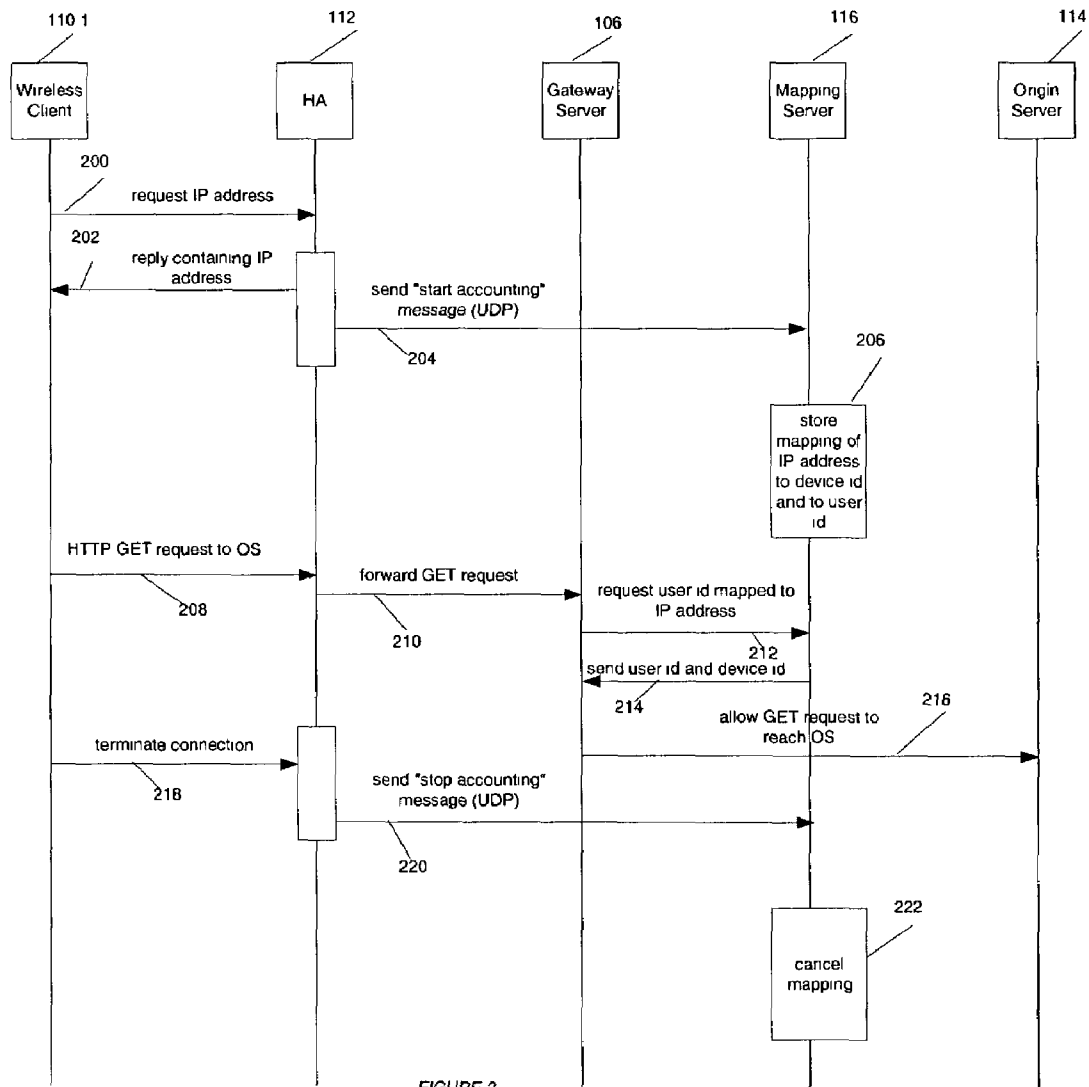 110 1
112
106
116
114
Wireless
Client
HA
Gateway
Server
Mapping
Server
Origin
Server
200
request IP address
202
reply containing IP
address
send "start accounting"
message (UDP)
204
206
store
mapping of
IP address
to device id
and to user
id
HTTP GET request to OS
208
forward GET request
210
request user id mapped to
IP address
212
send user id and device id
214
allow GET request to
reach OS
216
terminate connection
218
send "stop accounting"
message (UDP)
220
222
cancel
mapping